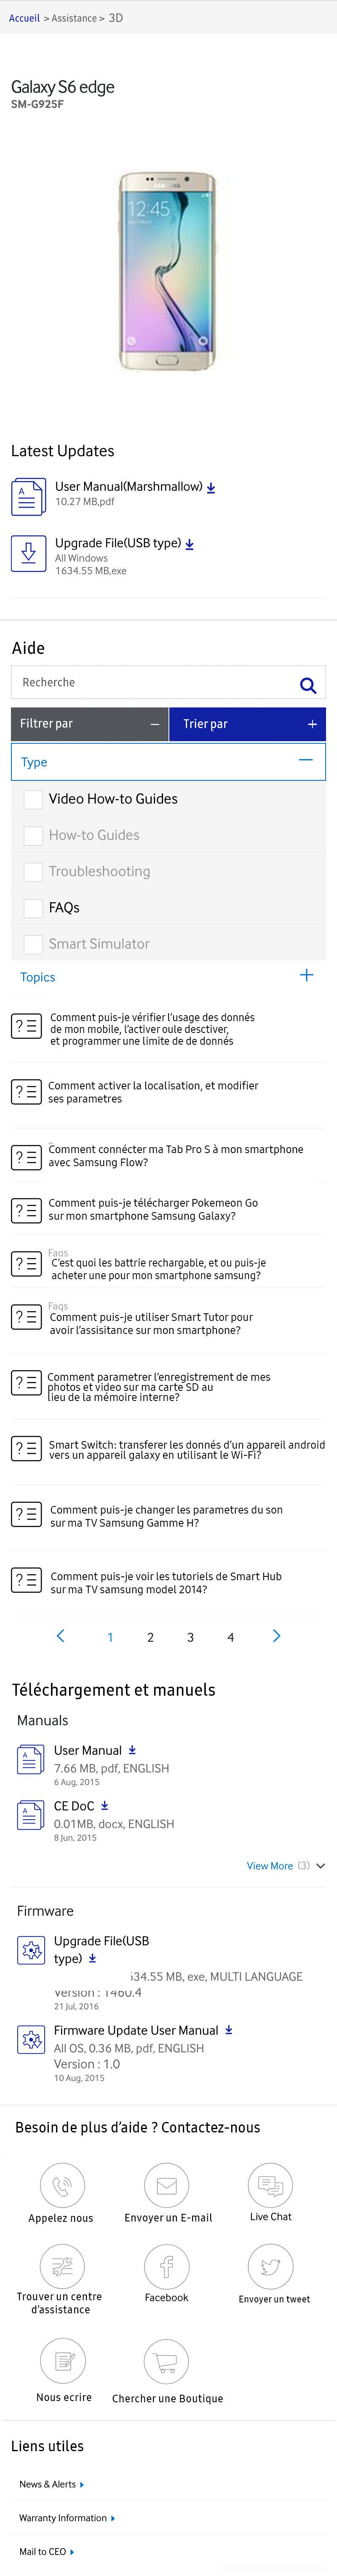 Accueil > Assistance > 3D
Galaxy S6 edge
SM-G925F
SAMSUNG
12:45
Latest Updates
User Manual(Marshmallow)
10.27 MB,pdf
Upgrade File(USB type)
All Windows
1634.55 MB,exe
Aide
Recherche
Filtrer par
Trier par
Type
Video How-to Guides
How-to Guides
Troubleshooting
FAQs
Smart Simulator
Topics
Comment puis-je vérifier l'usage des donnés
de mon mobile, l'activer oule desctiver,
et programmer une limite de de donnés
Comment activer la localisation, et modifier
ses parametres
Comment connécter ma Tab Pro S à mon smartphone
avec Samsung Flow?
Comment puis-je télécharger Pokemeon Go
sur mon smartphone Samsung Galaxy?
Faqs
C'est quoi les battrie rechargable, et ou puis-je
acheter une pour mon smartphone samsung?
Faqs
Comment puis-je utiliser Smart Tutor pour
avoir l'assisitance sur mon smartphone?
Comment parametrer l'enregistrement de mes
photos et video sur ma carte SD au
lieu de la mémoire interne?
Smart Switch: transferer les donnés d'un appareil android
vers un appareil galaxy en utilisant le Wi-Fi?
Comment puis-je changer les parametres du son
sur ma TV Samsung Gamme H?
Comment puis-je voir les tutoriels de Smart Hub
sur ma TV samsung model 2014?
1 2 3 4
Téléchargement et manuels
Manuals
User Manual
7.66 MB, pdf, ENGLISH
6 Aug, 2015
CE DoC
0.01MB, docx, ENGLISH
8 Jun, 2015
View More (3)
Firmware
Upgrade File(USB
type)
34.55 MB, exe, MULTI LANGUAGE
Version : 1460.4
21 Jul, 2016
Firmware Update User Manual
All OS, 0.36 MB, pdf, ENGLISH
Version : 1.0
10 Aug, 2015
Besoin de plus d'aide ? Contactez-nous
Appelez nous
Envoyer un E-mail
Live Chat
Trouver un centre
d'assistance
Facebook
Envoyer un tweet
Nous ecrire
Chercher une Boutique
Liens utiles
News & Alerts
Warranty Information
Mail to CEO